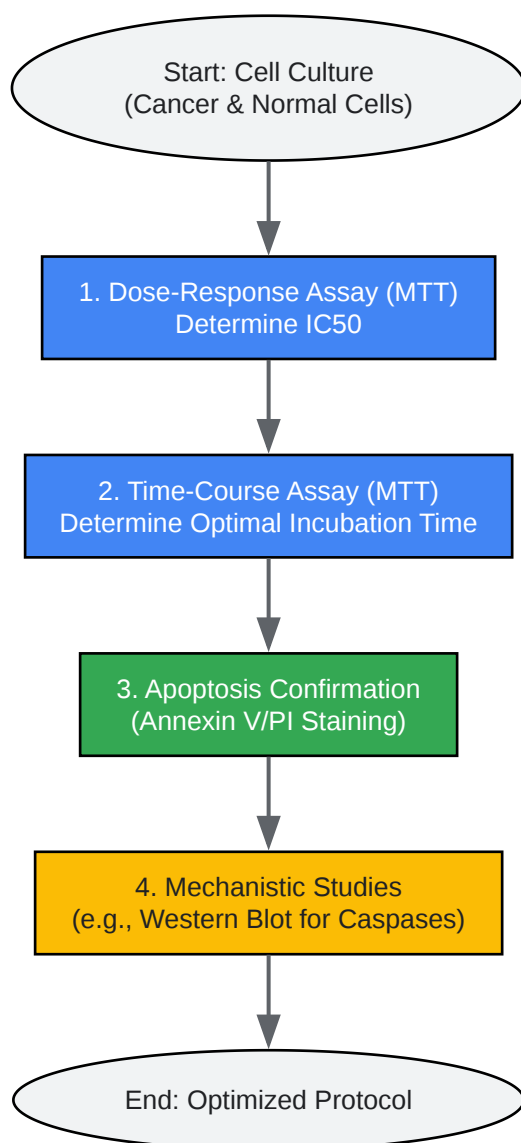 Start: Cell Culture
(Cancer & Normal Cells)
1. Dose-Response Assay (MTT)
Determine IC50
2. Time-Course Assay (MTT)
Determine Optimal Incubation Time
3. Apoptosis Confirmation
(Annexin V/PI Staining)
4. Mechanistic Studies
(e.g., Western Blot for Caspases)
End: Optimized Protocol